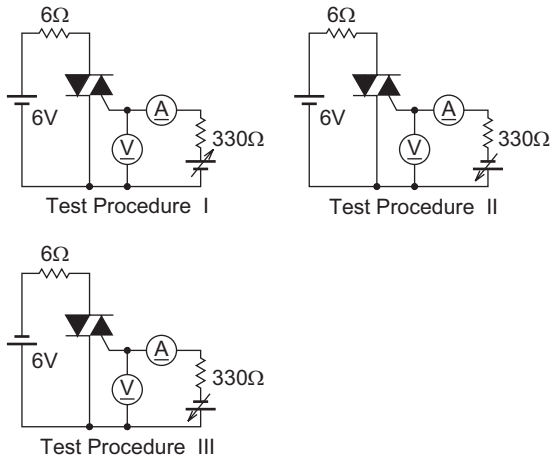 6Ω
6V
A
V
330Ω
Test Procedure I
6Ω
6V
A
V
330Ω
Test Procedure II
6Ω
6V
A
V
330Ω
Test Procedure III